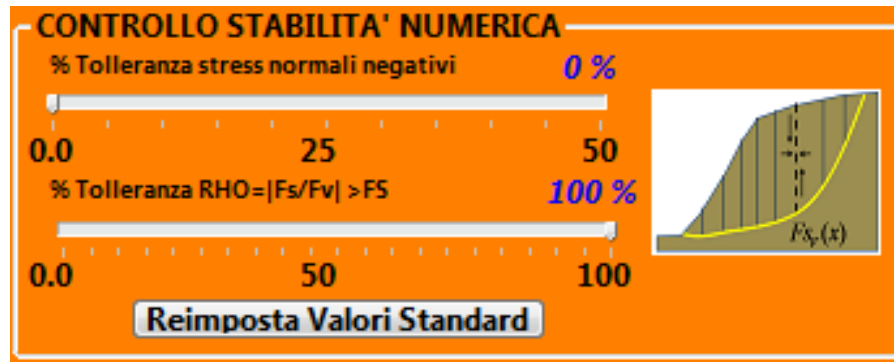 CONTROLLO STABILITA' NUMERICA
% Tolleranza stress normali negativi 0 %
0.0 25 50
% Tolleranza RHO=|Fs/Fv| >FS 100 %
0.0 50 100
Fsᵥ(x)
Reimposta Valori Standard